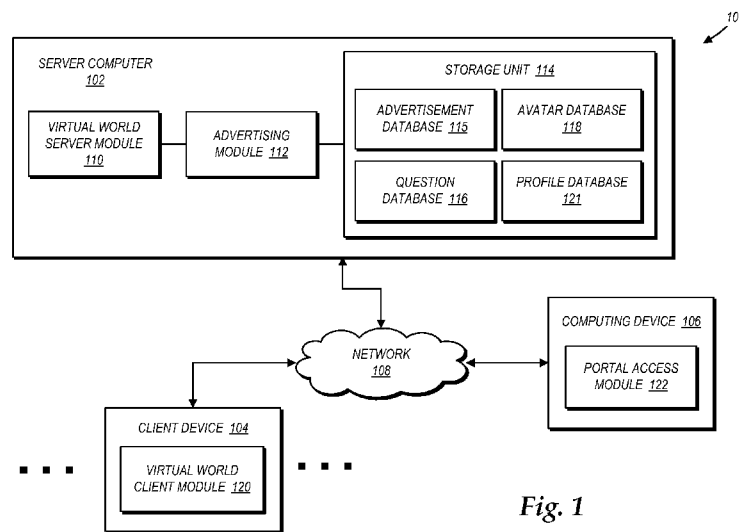 10
SERVER COMPUTER
102
VIRTUAL WORLD
SERVER MODULE
110
ADVERTISING
MODULE 112
STORAGE UNIT 114
ADVERTISEMENT
DATABASE 115
AVATAR DATABASE
118
QUESTION
DATABASE 116
PROFILE DATABASE
121
NETWORK
108
COMPUTING DEVICE 106
PORTAL ACCESS
MODULE
122
CLIENT DEVICE 104
VIRTUAL WORLD
CLIENT MODULE 120
Fig. 1